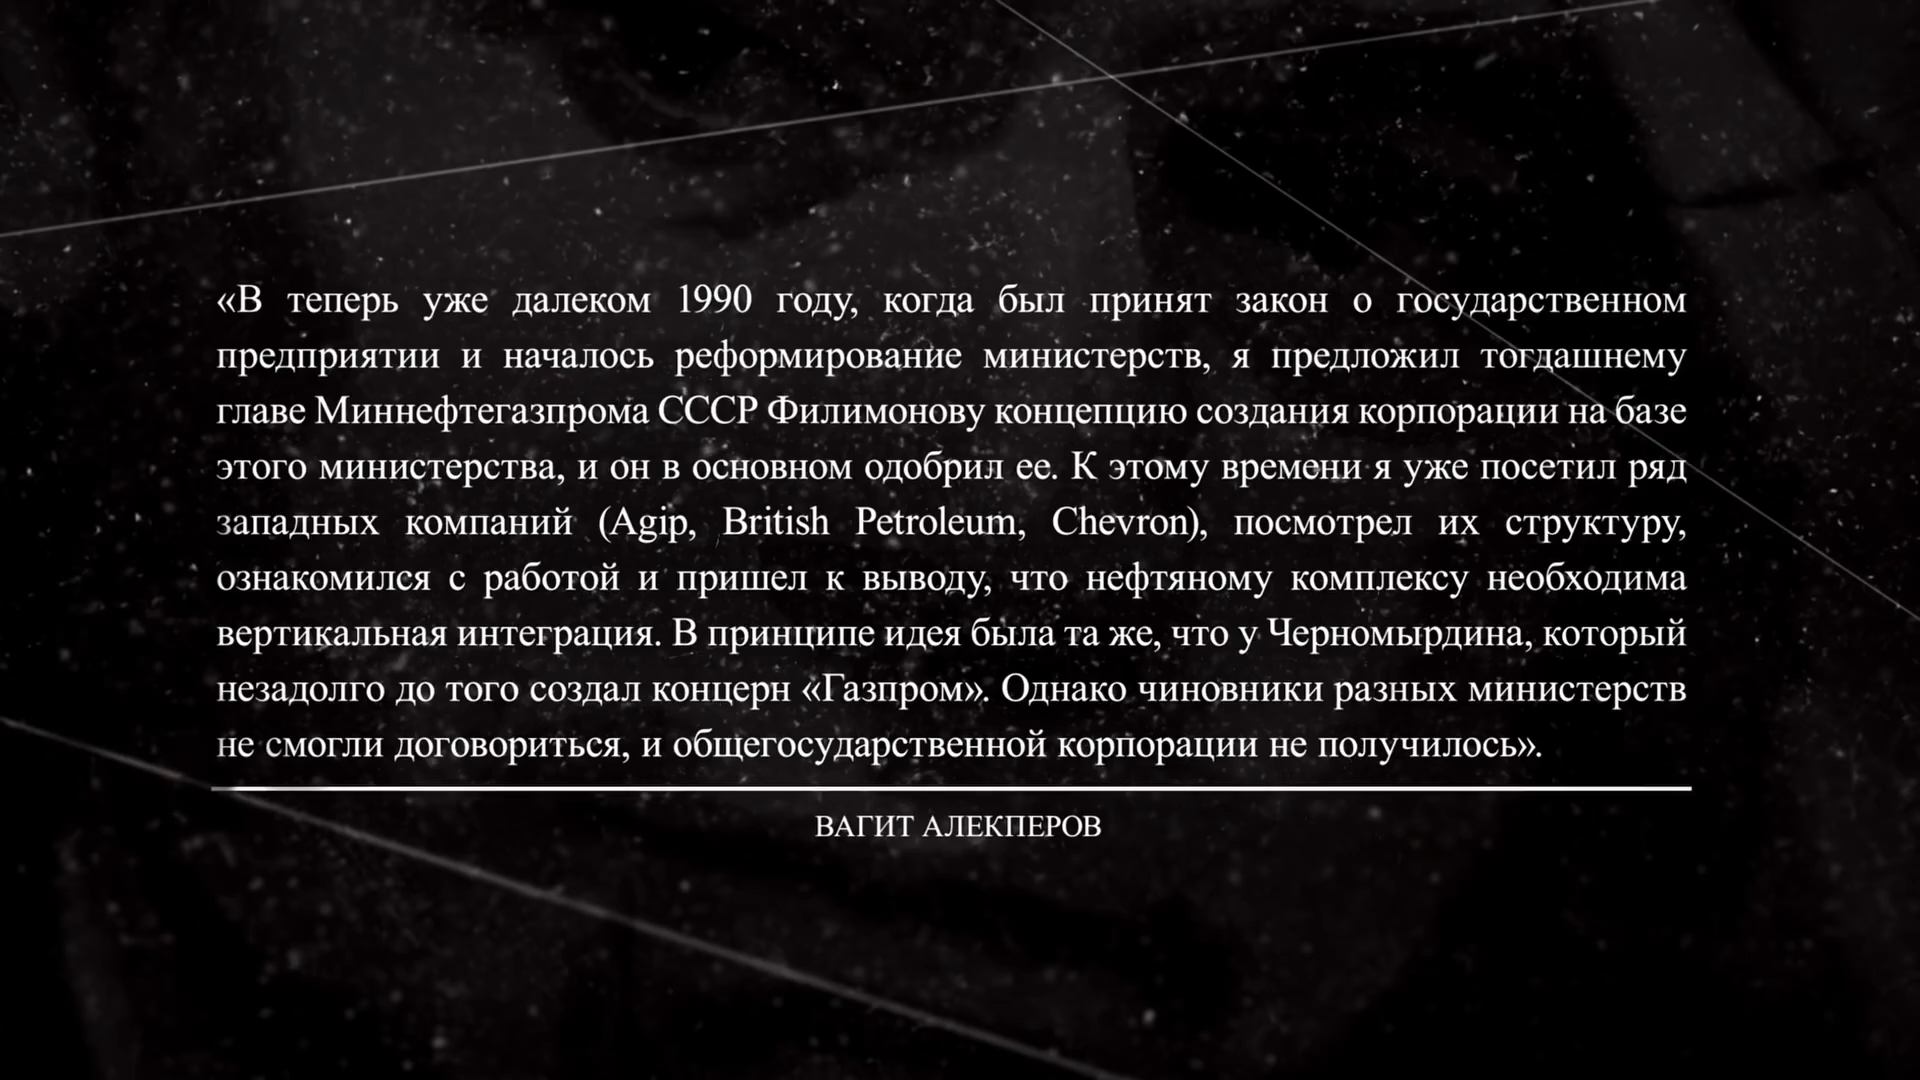 «В теперь уже далеком 1990 году, когда был принят закон о государственном
предприятии и началось реформирование министерств, я предложил тогдашнему
главе Миннефтегазпрома СССР Филимонову концепцию создания корпорации на базе
этого министерства, и он в основном одобрил ее. К этому времени я уже посетил ряд
западных компаний (Agip, British Petroleum, Chevron), посмотрел их структуру,
ознакомился с работой и пришел к выводу, что нефтяному комплексу необходима
вертикальная интеграция. В принципе идея была та же, что у Черномырдина, который
незадолго до того создал концерн «Газпром». Однако чиновники разных министерств
не смогли договориться, и общегосударственной корпорации не получилось».
ВАГИТ АЛЕКПЕРОВ